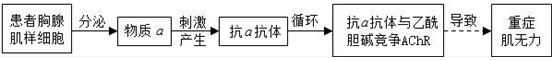 患者胸腺
肌样细胞
分泌
物质a
刺激
产生
抗a抗体
循环
抗a抗体与乙酰
胆碱竞争AChR
导致
重症
肌无力